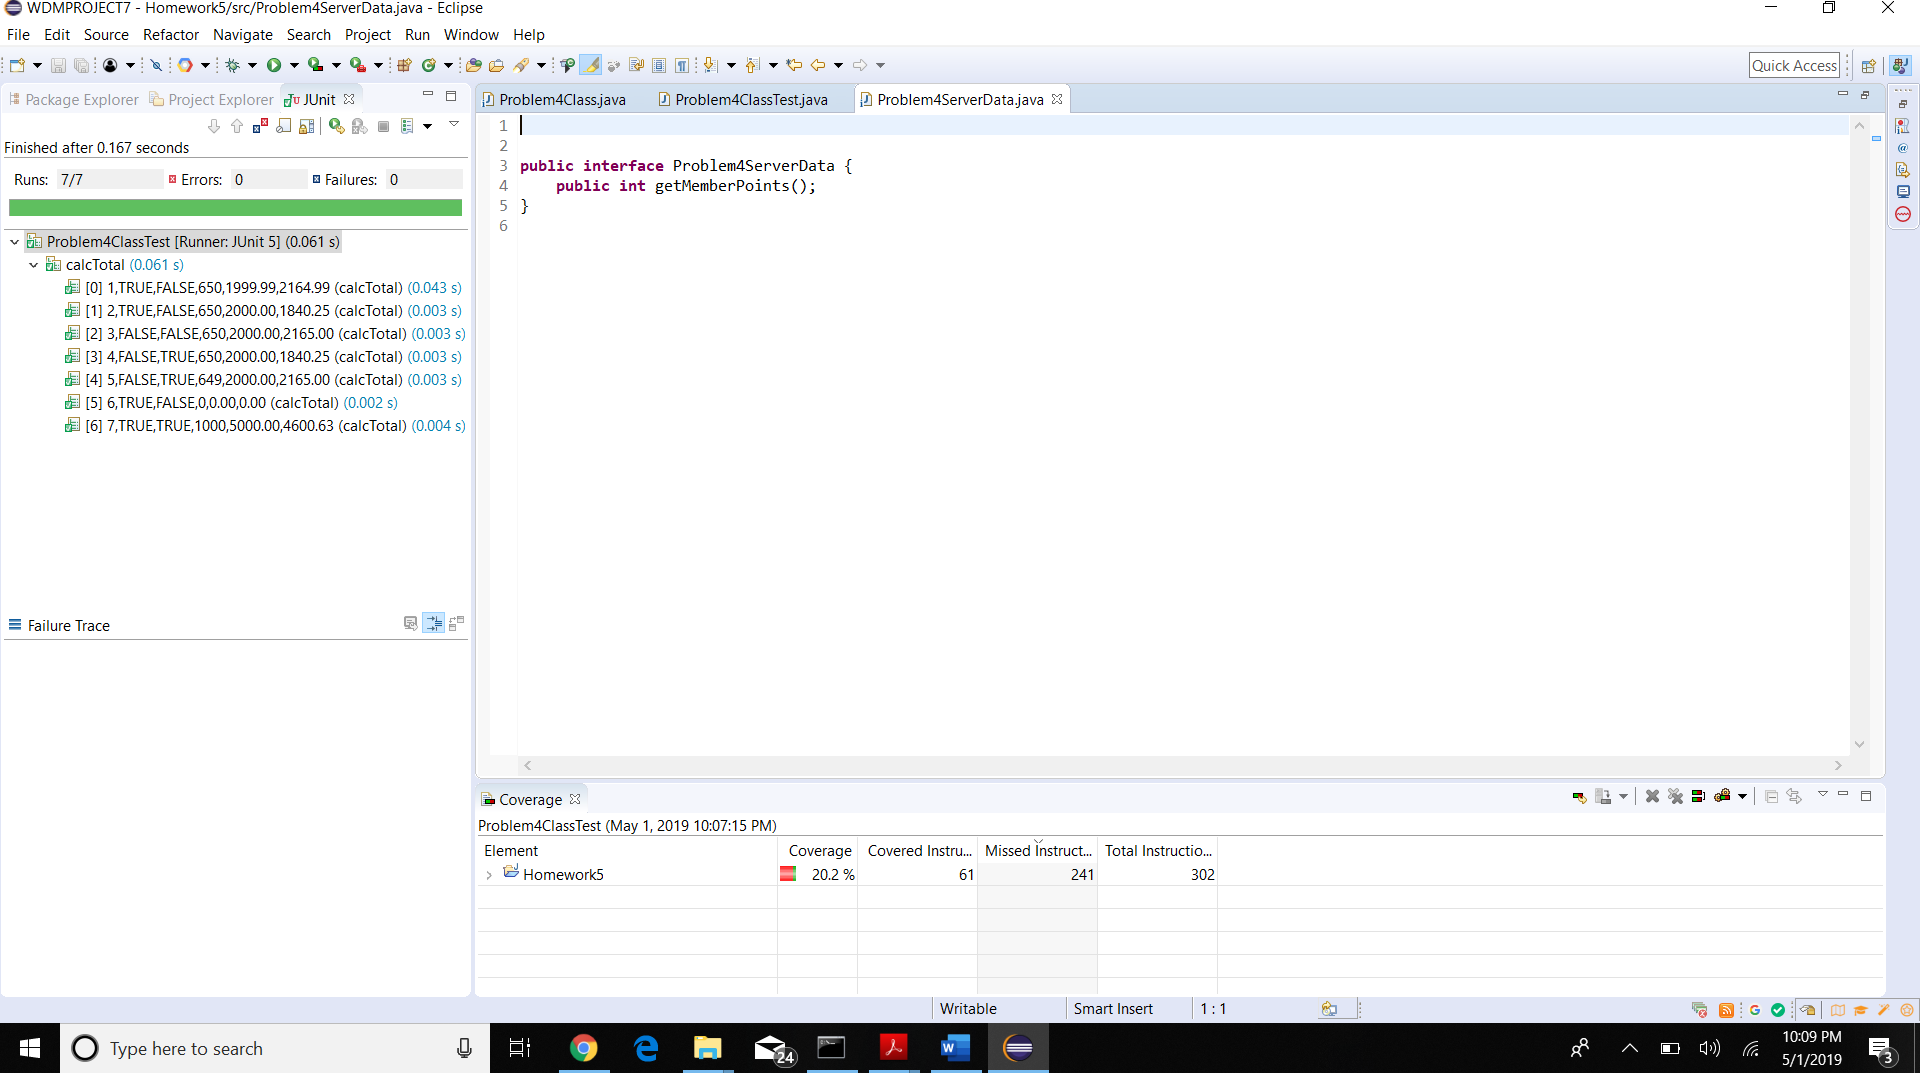 WDMPROJECT7 - Homework5/src/Problem4ServerData.java - Eclipse
File Edit Source Refactor Navigate Search Project Run Window Help
Quick Access
Package Explorer Project Explorer JUnit
Problem4Class.java Problem4ClassTest.java Problem4ServerData.java
Finished after 0.167 seconds
Runs: 7/7 Errors: 0 Failures: 0
Problem4ClassTest [Runner: JUnit 5] (0.061 s)
calcTotal (0.061 s)
[0] 1,TRUE,FALSE,650,1999.99,2164.99 (calcTotal) (0.043 s)
[1] 2,TRUE,FALSE,650,2000.00,1840.25 (calcTotal) (0.003 s)
[2] 3,FALSE,FALSE,650,2000.00,2165.00 (calcTotal) (0.003 s)
[3] 4,FALSE,TRUE,650,2000.00,1840.25 (calcTotal) (0.003 s)
[4] 5,FALSE,TRUE,649,2000.00,2165.00 (calcTotal) (0.003 s)
[5] 6,TRUE,FALSE,0,0.00,0.00 (calcTotal) (0.002 s)
[6] 7,TRUE,TRUE,1000,5000.00,4600.63 (calcTotal) (0.004 s)
Failure Trace
1
2
3 public interface Problem4ServerData {
4 public int getMemberPoints();
5 }
6
Coverage
Problem4ClassTest (May 1, 2019 10:07:15 PM)
Element Coverage Covered Instru... Missed Instruct... Total Instructio...
Homework5 20.2 % 61 241 302
Writable Smart Insert 1 : 1
Type here to search
24
10:09 PM
5/1/2019
3